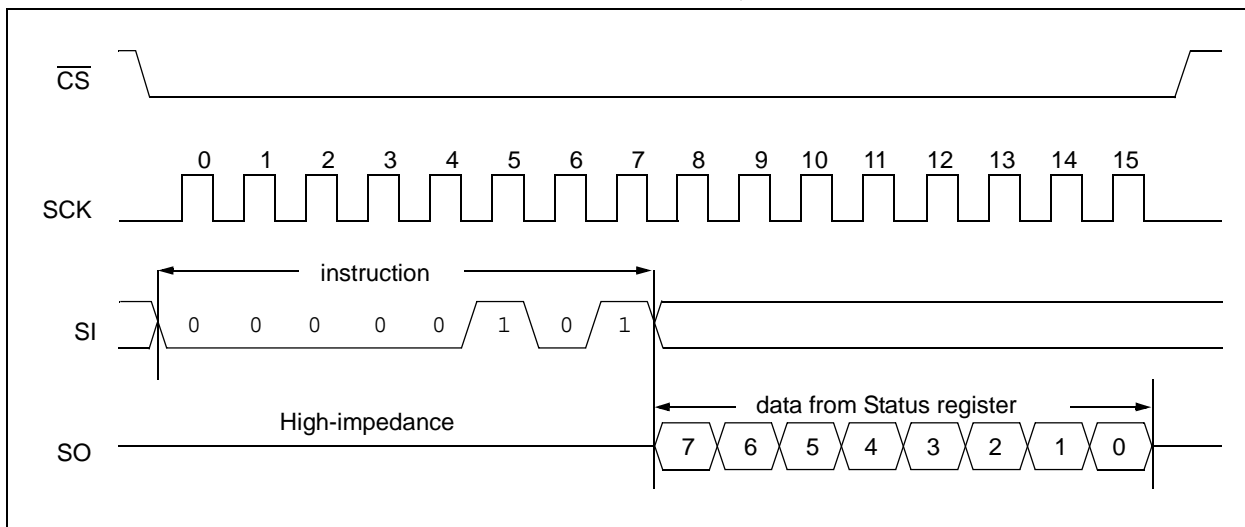 CS
0 1 2 3 4 5 6 7 8 9 10 11 12 13 14 15
SCK
instruction
SI 0 0 0 0 0 1 0 1
data from Status register
High-impedance
SO 7 6 5 4 3 2 1 0